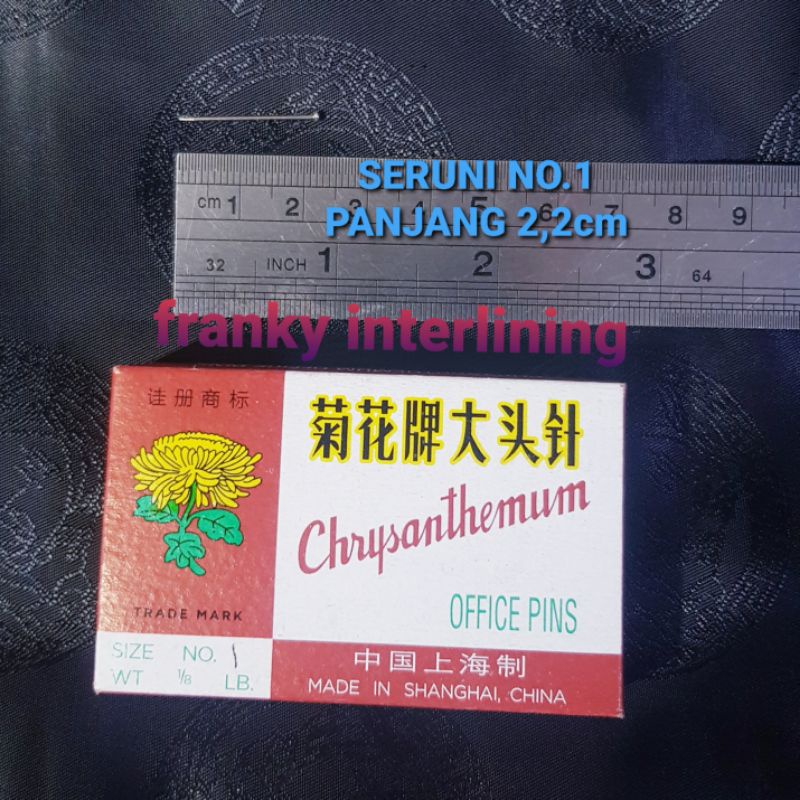 SERUNI NO.1
cm 1 2 3 4 5 6 7 8 9
PANJANG 2,2cm
32 INCH 1 2 3 64
franky interlining
诖册商标
菊花牌大头针
Chrysanthemum
OFFICE PINS
TRADE MARK
SIZE NO. 1
WT 1/8 LB.
中国上海制
MADE IN SHANGHAI, CHINA